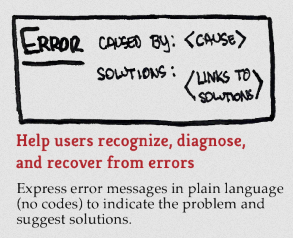 ERROR CAUSED BY: <CAUSE>
SOLUTIONS: <LINKS TO
SOLUTIONS>
Help users recognize, diagnose,
and recover from errors
Express error messages in plain language
(no codes) to indicate the problem and
suggest solutions.